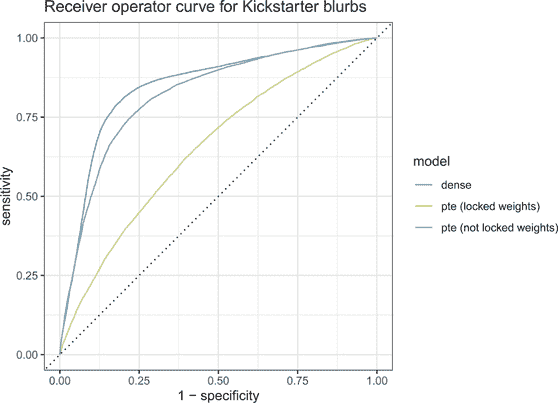 Receiver operator curve for Kickstarter blurbs
1.00
0.75
0.50
0.25
0.00
sensitivity
0.00 0.25 0.50 0.75 1.00
1 − specificity
model
dense
pte (locked weights)
pte (not locked weights)